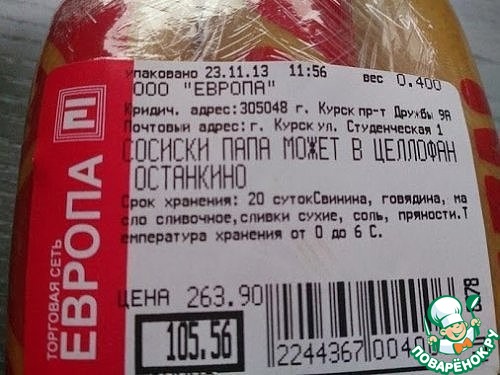 упаковано 23.11.13 11:56 вес 0.400
ООО "ЕВРОПА"
Юридич. адрес:305048 г. Курск пр-т Дружбы 9А
Почтовый адрес:г. Курск ул. Студенческая 1
СОСИСКИ ПАПА МОЖЕТ В ЦЕЛЛОФАН
ОСТАНКИНО
Срок хранения: 20 сутокСвинина, говядина, ма
сло сливочное,сливки сухие, соль, пряности.Т
емпература хранения от 0 до 6 С.
ЦЕНА 263.90
105.56
2244367 0040
ТОРГОВАЯ СЕТЬ
ЕВРОПА
ПОВАРЁНОК.РУ